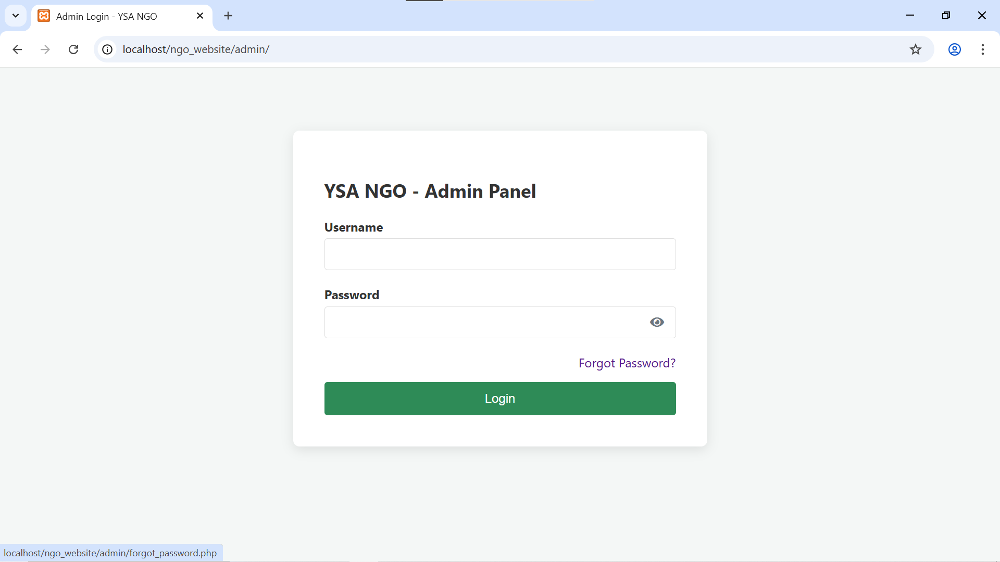 Admin Login - YSA NGO
localhost/ngo_website/admin/
YSA NGO - Admin Panel
Username
Password
Forgot Password?
Login
localhost/ngo_website/admin/forgot_password.php